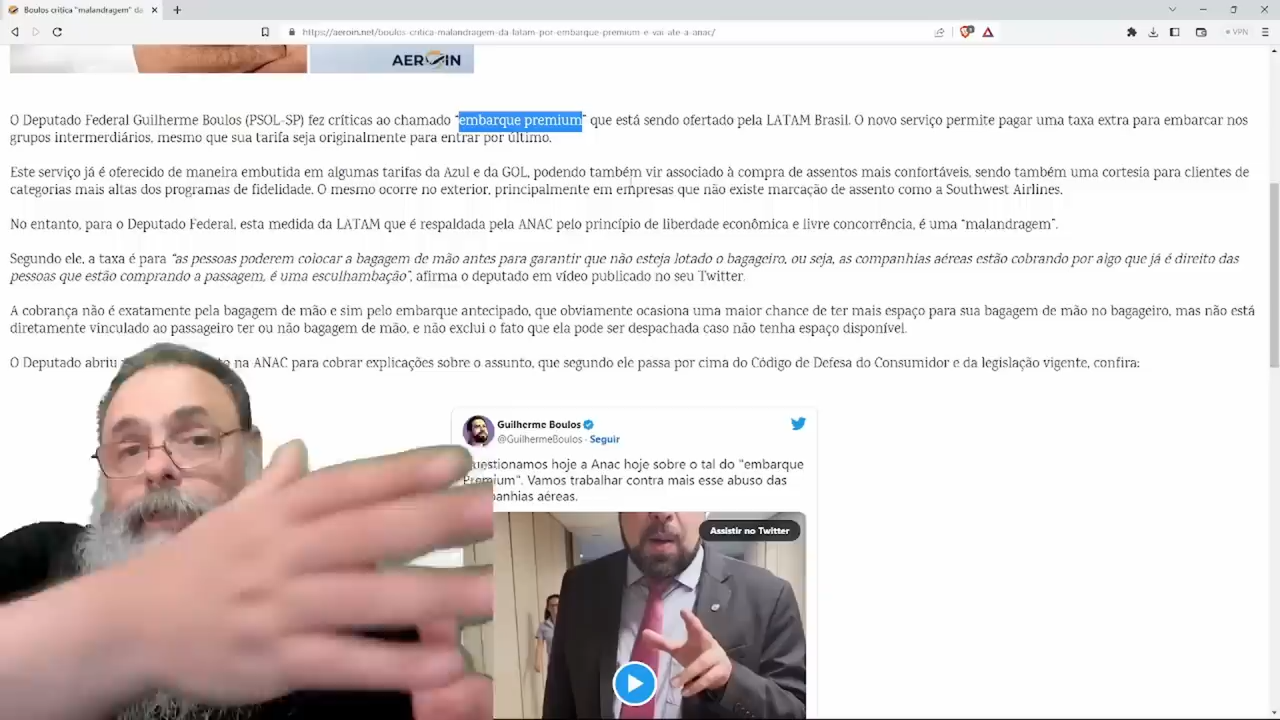 Boulos critica "malandragem" da
https://aeroin.net/boulos-critica-malandragem-da-latam-por-embarque-premium-e-vai-ate-a-anac/
VPN
AEROIN
O Deputado Federal Guilherme Boulos (PSOL-SP) fez críticas ao chamado "embarque premium" que está sendo ofertado pela LATAM Brasil. O novo serviço permite pagar uma taxa extra para embarcar nos
grupos intermediários, mesmo que sua tarifa seja originalmente para entrar por último.
Este serviço já é oferecido de maneira embutida em algumas tarifas da Azul e da GOL, podendo também vir associado à compra de assentos mais confortáveis, sendo também uma cortesia para clientes de
categorias mais altas dos programas de fidelidade. O mesmo ocorre no exterior, principalmente em empresas que não existe marcação de assento como a Southwest Airlines.
No entanto, para o Deputado Federal, esta medida da LATAM que é respaldada pela ANAC pelo princípio de liberdade econômica e livre concorrência, é uma "malandragem".
Segundo ele, a taxa é para "as pessoas poderem colocar a bagagem de mão antes para garantir que não esteja lotado o bagageiro, ou seja, as companhias aéreas estão cobrando por algo que já é direito das
pessoas que estão comprando a passagem, é uma esculhambação", afirma o deputado em vídeo publicado no seu Twitter.
A cobrança não é exatamente pela bagagem de mão e sim pelo embarque antecipado, que obviamente ocasiona uma maior chance de ter mais espaço para sua bagagem de mão no bagageiro, mas não está
diretamente vinculado ao passageiro ter ou não bagagem de mão, e não exclui o fato que ela pode ser despachada caso não tenha espaço disponível.
O Deputado abriu na ANAC para cobrar explicações sobre o assunto, que segundo ele passa por cima do Código de Defesa do Consumidor e da legislação vigente, confira:
Guilherme Boulos
@GuilhermeBoulos · Seguir
uestionamos hoje a Anac hoje sobre o tal do "embarque
Premium". Vamos trabalhar contra mais esse abuso das
panhias aéreas.
Assistir no Twitter